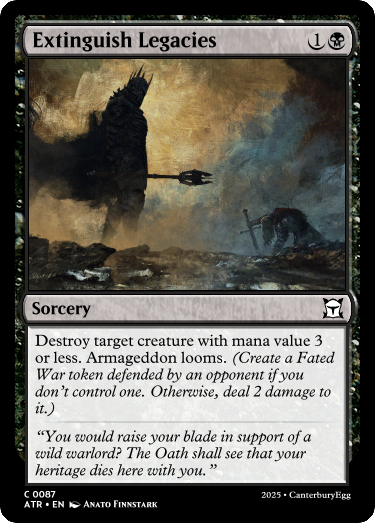 Extinguish Legacies 1
Sorcery
Destroy target creature with mana value 3
or less. Armageddon looms. (Create a Fated
War token defended by an opponent if you
don't control one. Otherwise, deal 2 damage to
it.)
"You would raise your blade in support of a
wild warlord? The Oath shall see that your
heritage dies here with you."
C 0087
ATR • EN Anato Finnstark
2025 • CanterburyEgg